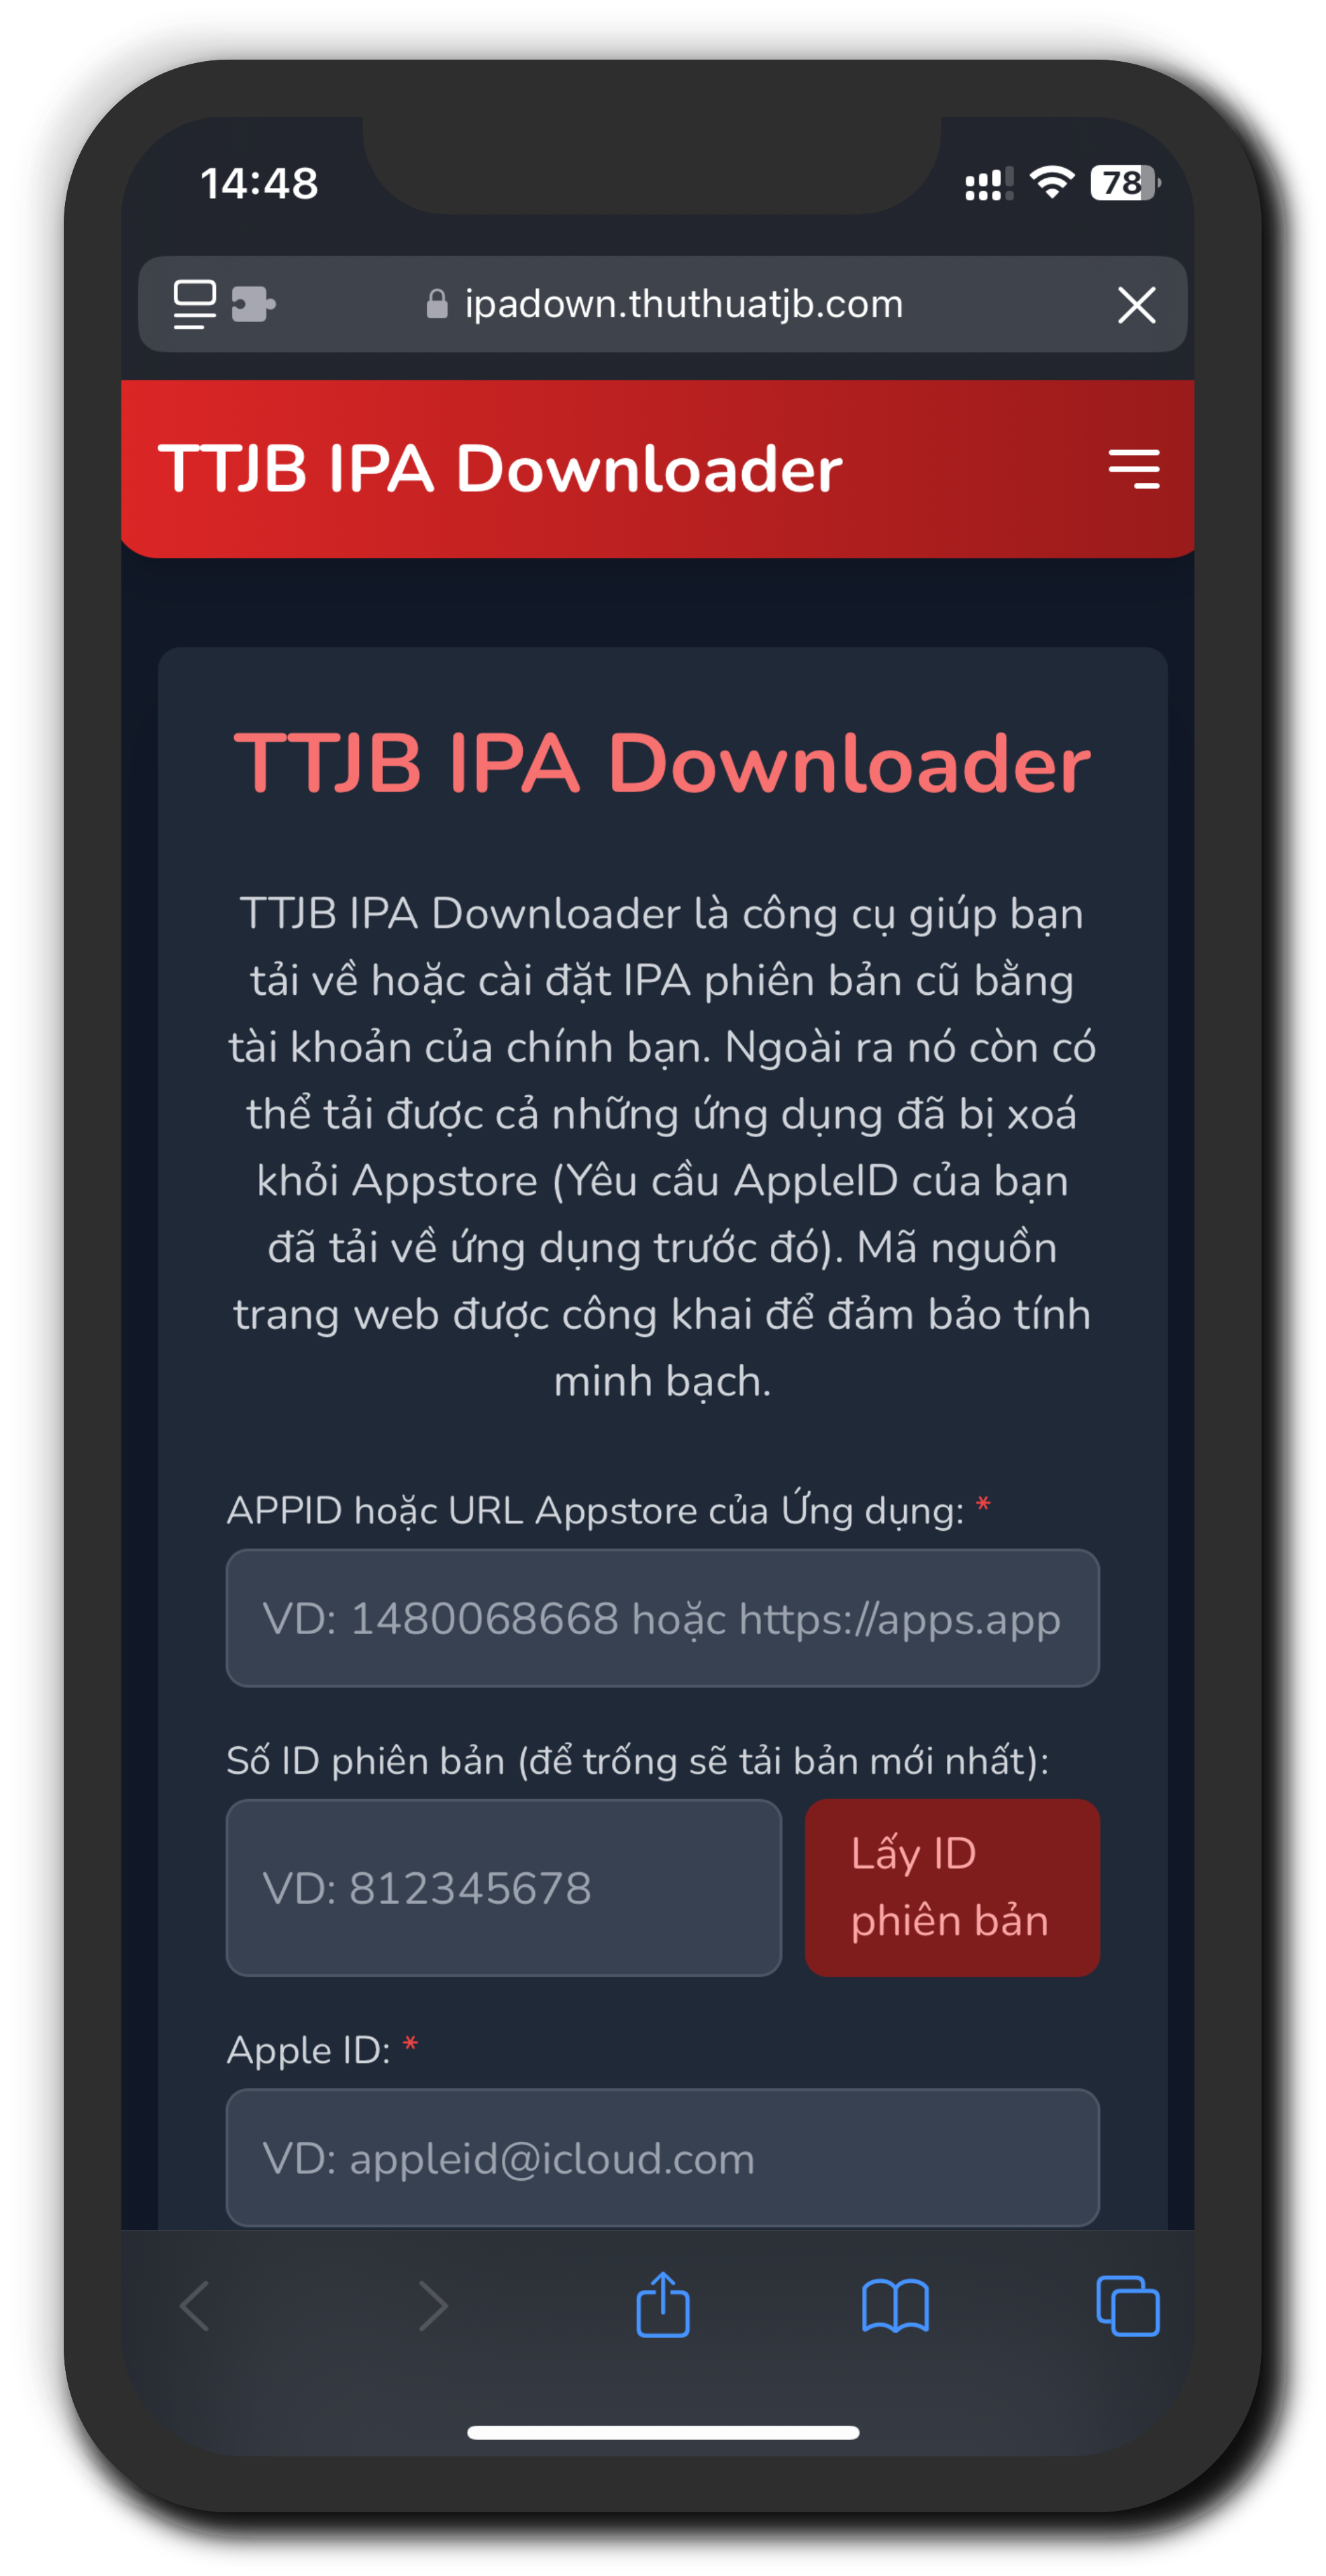 14:48
78
ipadown.thuthuatjb.com
TTJB IPA Downloader
TTJB IPA Downloader
TTJB IPA Downloader là công cụ giúp bạn
tải về hoặc cài đặt IPA phiên bản cũ bằng
tài khoản của chính bạn. Ngoài ra nó còn có
thể tải được cả những ứng dụng đã bị xoá
khỏi Appstore (Yêu cầu AppleID của bạn
đã tải về ứng dụng trước đó). Mã nguồn
trang web được công khai để đảm bảo tính
minh bạch.
APPID hoặc URL Appstore của Ứng dụng: *
VD: 1480068668 hoặc https://apps.app
Số ID phiên bản (để trống sẽ tải bản mới nhất):
VD: 812345678
Lấy ID
phiên bản
Apple ID: *
VD: appleid@icloud.com